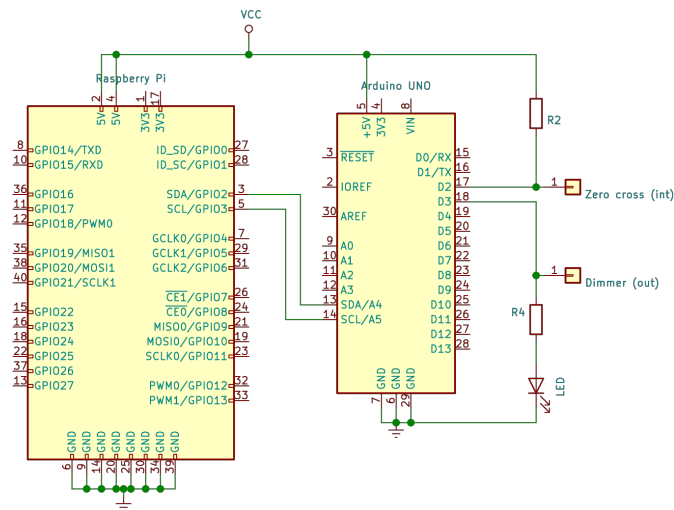 VCC
Raspberry Pi
2 4 1 17
5V 5V 3V3 3V3
8 GPIO14/TXD ID_SD/GPIO0 27
10 GPIO15/RXD ID_SC/GPIO1 28
36 GPIO16 SDA/GPIO2 3
11 GPIO17 SCL/GPIO3 5
12 GPIO18/PWM0
GCLK0/GPIO4 7
35 GPIO19/MISO1 GCLK1/GPIO5 29
38 GPIO20/MOSI1 GCLK2/GPIO6 31
40 GPIO21/SCLK1
CE1/GPIO7 26
15 GPIO22 CE0/GPIO8 24
16 GPIO23 MISO0/GPIO9 21
18 GPIO24 MOSI0/GPIO10 19
22 GPIO25 SCLK0/GPIO11 23
37 GPIO26
13 GPIO27 PWM0/GPIO12 32
PWM1/GPIO13 33
GND GND GND GND GND GND GND GND
6 9 14 20 25 30 34 39
Arduino UNO
5 4 8
+5V 3V3 VIN
3 RESET D0/RX 15
D1/TX 16
2 IOREF D2 17
D3 18
30 AREF D4 19
D5 20
9 A0 D6 21
10 A1 D7 22
11 A2 D8 23
12 A3 D9 24
13 SDA/A4 D10 25
14 SCL/A5 D11 26
D12 27
D13 28
GND GND GND
7 6 29
R2
1
Zero cross (int)
1
Dimmer (out)
R4
LED